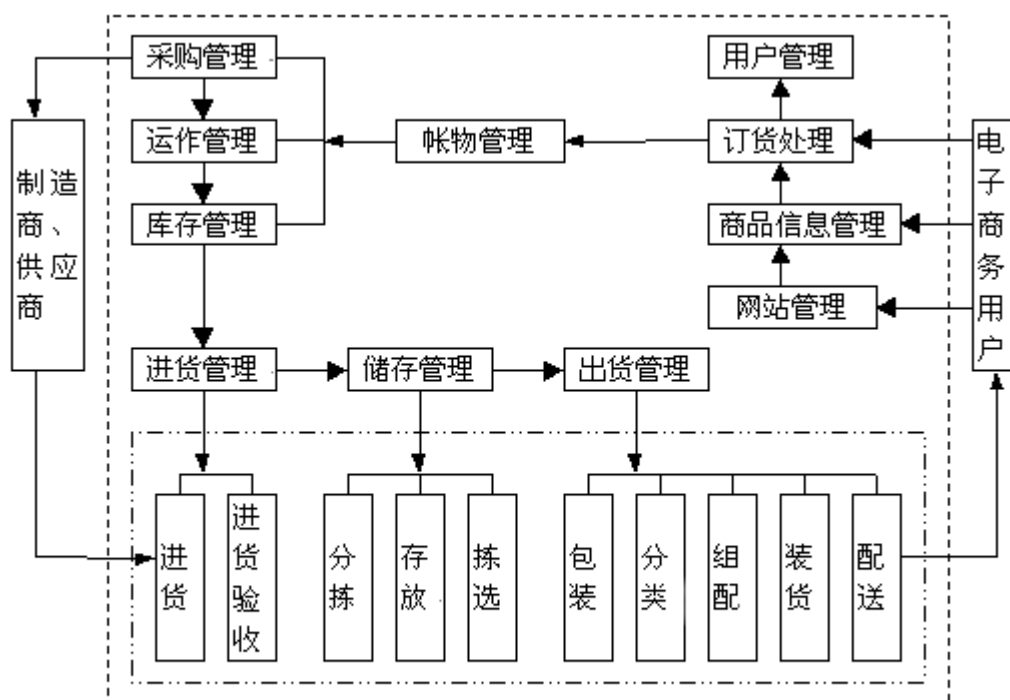 采购管理
用户管理
运作管理
帐物管理
订货处理
制造商、供应商
电子商务用户
库存管理
商品信息管理
网站管理
进货管理
储存管理
出货管理
进货
进货验收
分拣
存放
拣选
包装
分类
组配
装货
配送